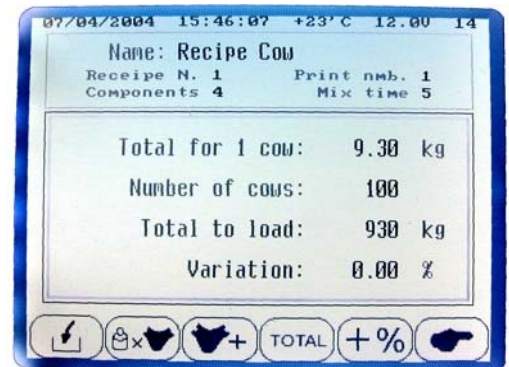 07/04/2004 15:46:07 +23'C 12.0V 14
Name: Recipe Cow
Receipe N. 1 Print nmb. 1
Components 4 Mix time 5
Total for 1 cow: 9.30 kg
Number of cows: 100
Total to load: 930 kg
Variation: 0.00 %
x + TOTAL +%